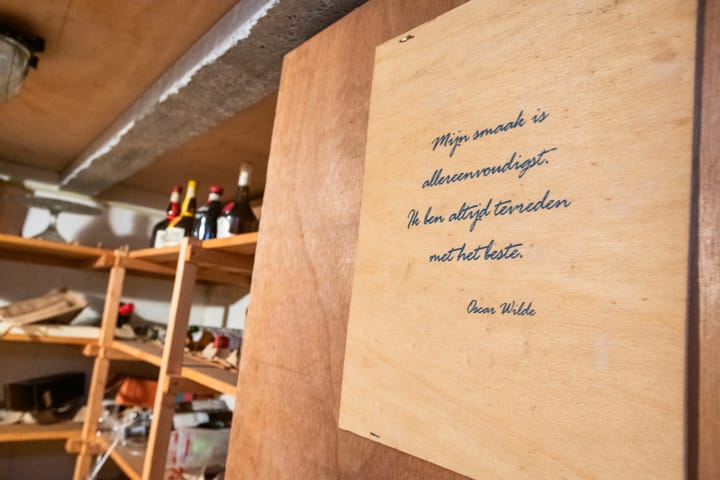 Mijn smaak is
allereenvoudigst.
Ik ben altijd tevreden
met het beste.
Oscar Wilde